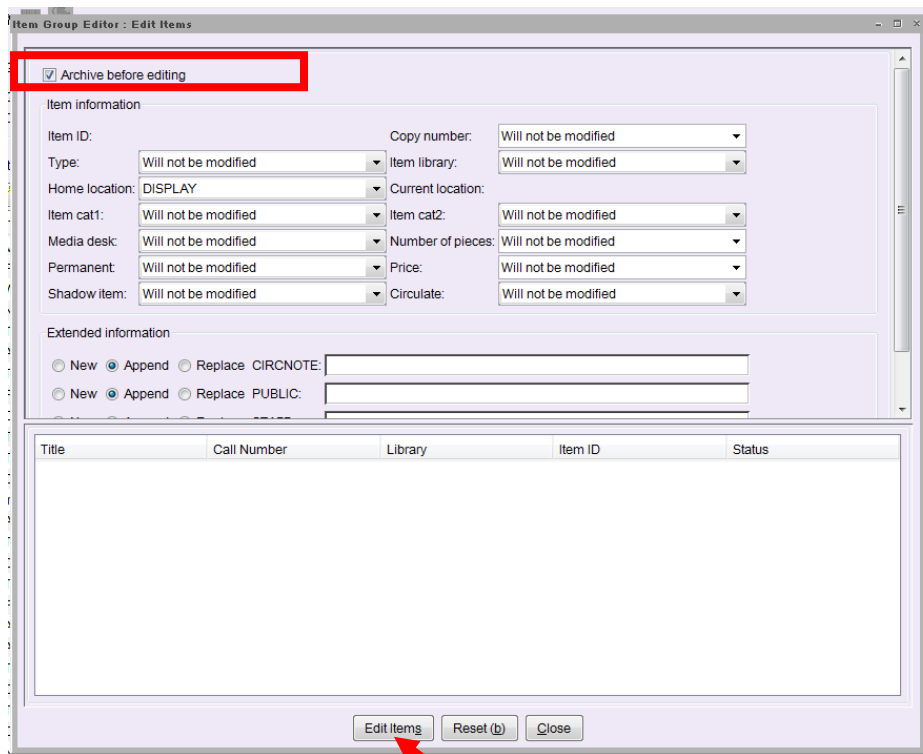 Item Group Editor : Edit Items
Archive before editing
Item information
Item ID: Copy number: Will not be modified
Type: Will not be modified Item library: Will not be modified
Home location: DISPLAY Current location:
Item cat1: Will not be modified Item cat2: Will not be modified
Media desk: Will not be modified Number of pieces: Will not be modified
Permanent: Will not be modified Price: Will not be modified
Shadow item: Will not be modified Circulate: Will not be modified
Extended information
New Append Replace CIRCNOTE:
New Append Replace PUBLIC:
Title Call Number Library Item ID Status
Edit Items Reset (b) Close